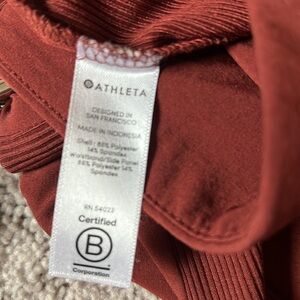 ATHLETA
DESIGNED IN
SAN FRANCISCO
MADE IN INDONESIA
Shell: 86% Polyester
14% Spandex
Waistband/Side Panel
86% Polyester 14%
Spandex
RN 54023
Certified
B
Corporation